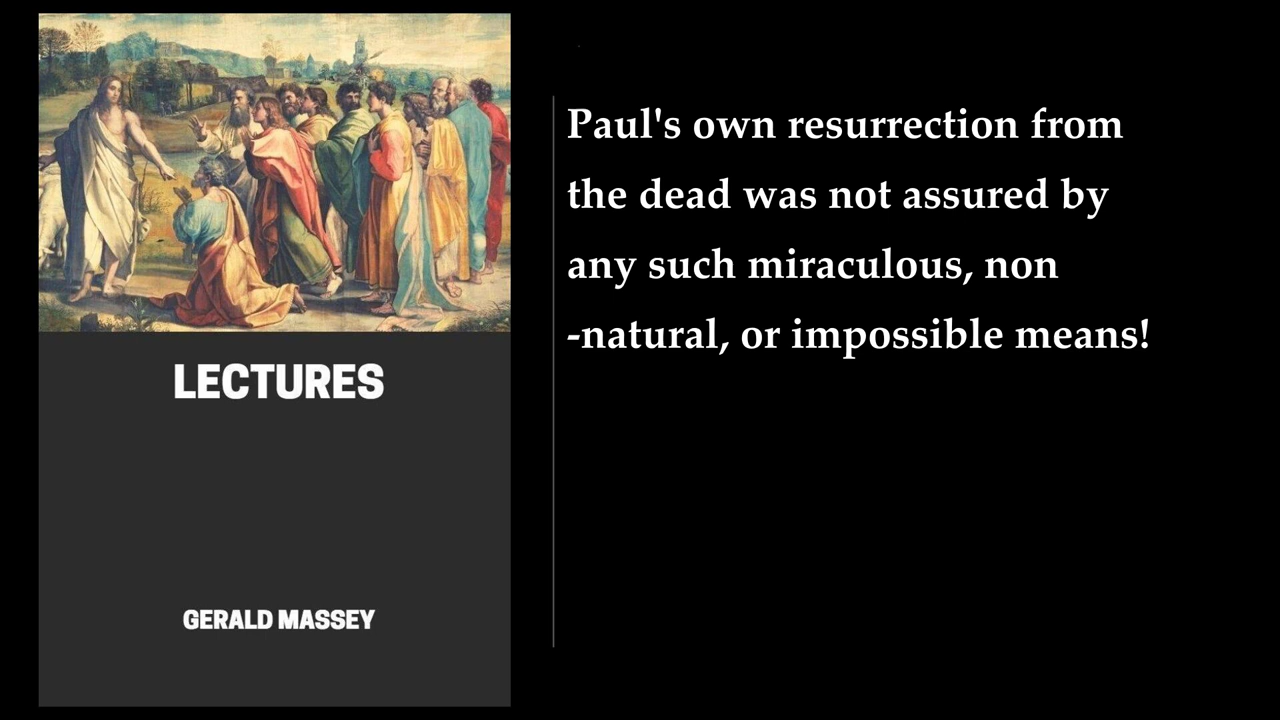 LECTURES
GERALD MASSEY
Paul's own resurrection from
the dead was not assured by
any such miraculous, non
-natural, or impossible means!